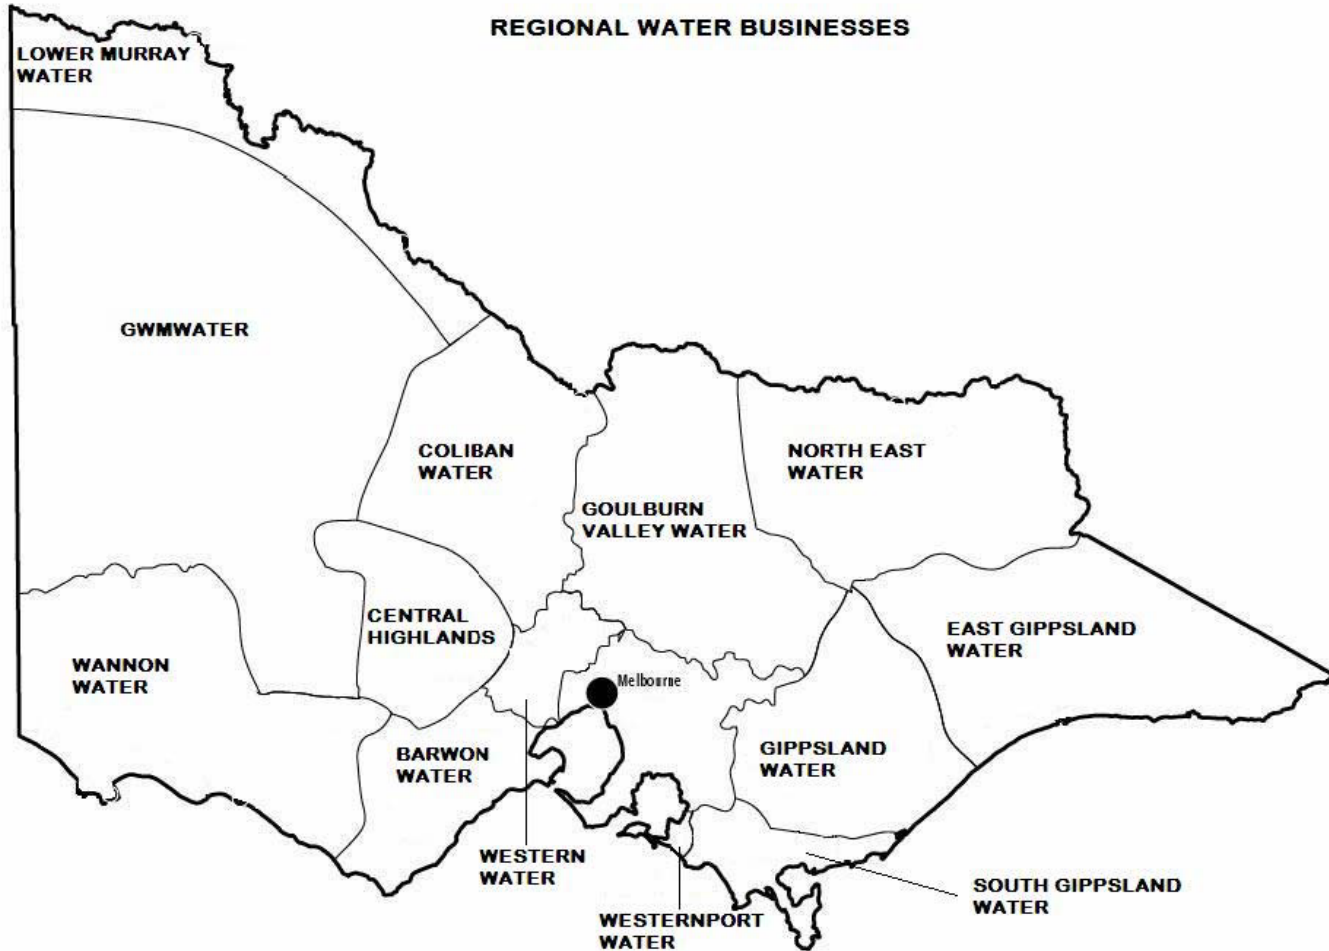 REGIONAL WATER BUSINESSES
LOWER MURRAY
WATER
GWMWATER
COLIBAN
WATER
NORTH EAST
WATER
GOULBURN
VALLEY WATER
CENTRAL
HIGHLANDS
EAST GIPPSLAND
WATER
WANNON
WATER
Melbourne
BARWON
WATER
GIPPSLAND
WATER
WESTERN
WATER
SOUTH GIPPSLAND
WATER
WESTERNPORT
WATER